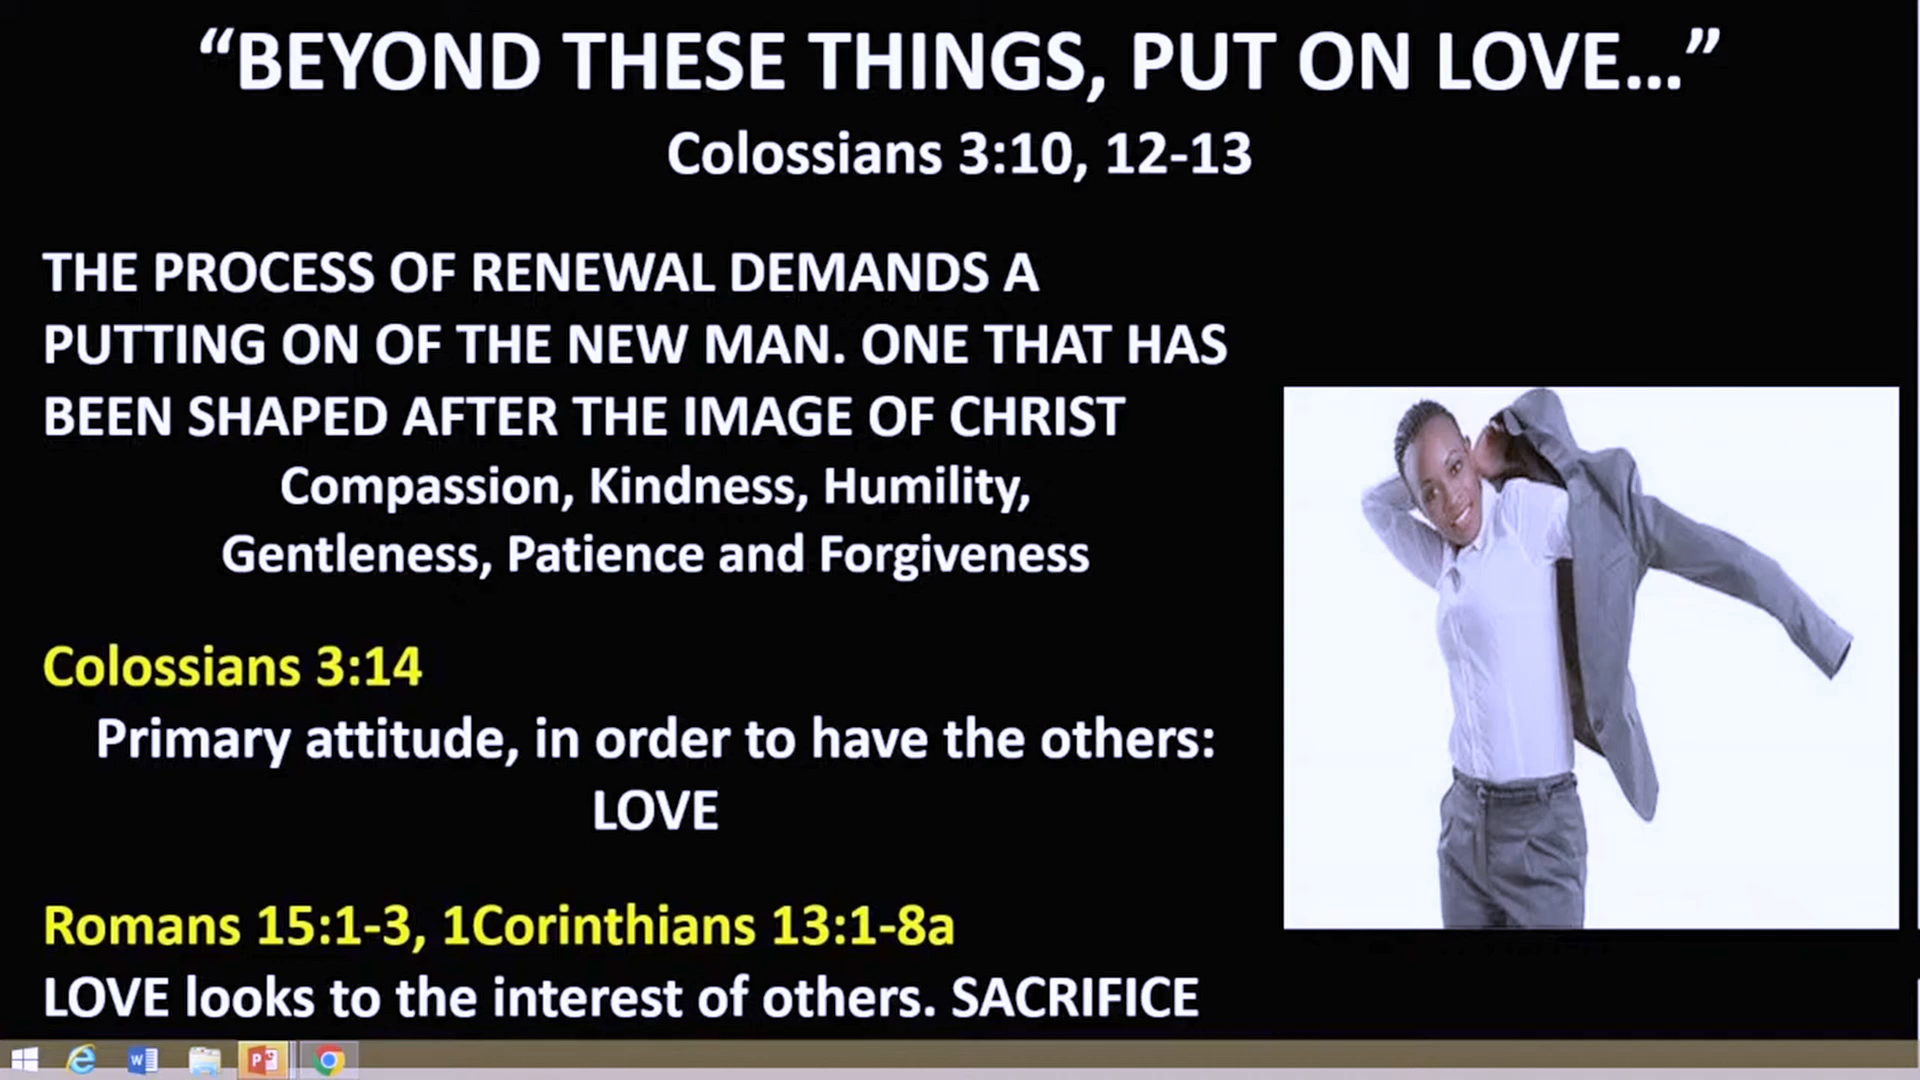 “BEYOND THESE THINGS, PUT ON LOVE...”
Colossians 3:10, 12-13
THE PROCESS OF RENEWAL DEMANDS A
PUTTING ON OF THE NEW MAN. ONE THAT HAS
BEEN SHAPED AFTER THE IMAGE OF CHRIST
Compassion, Kindness, Humility,
Gentleness, Patience and Forgiveness
Colossians 3:14
Primary attitude, in order to have the others:
LOVE
Romans 15:1-3, 1Corinthians 13:1-8a
LOVE looks to the interest of others. SACRIFICE